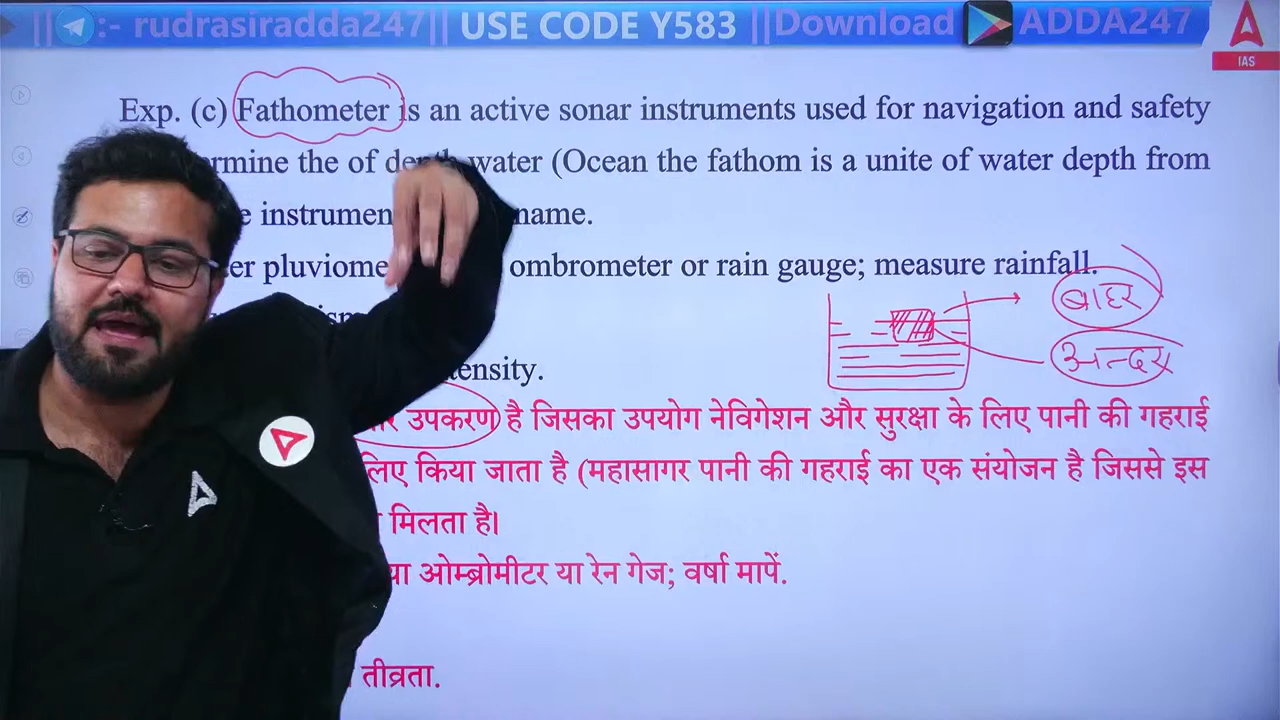 ||:- rudrasiradda247|| USE CODE Y583 ||Download ADDA247
IAS
Exp. (c) Fathometer is an active sonar instruments used for navigation and safety
rmine the of depth water (Ocean the fathom is a unite of water depth from
e instrumen name.
er pluviome ombrometer or rain gauge; measure rainfall.
बाहर
अन्दर
ism
ensity.
र उपकरण है जिसका उपयोग नेविगेशन और सुरक्षा के लिए पानी की गहराई
लिए किया जाता है (महासागर पानी की गहराई का एक संयोजन है जिससे इस
मिलता है।
या ओम्ब्रोमीटर या रेन गेज; वर्षा मापें.
तीव्रता.